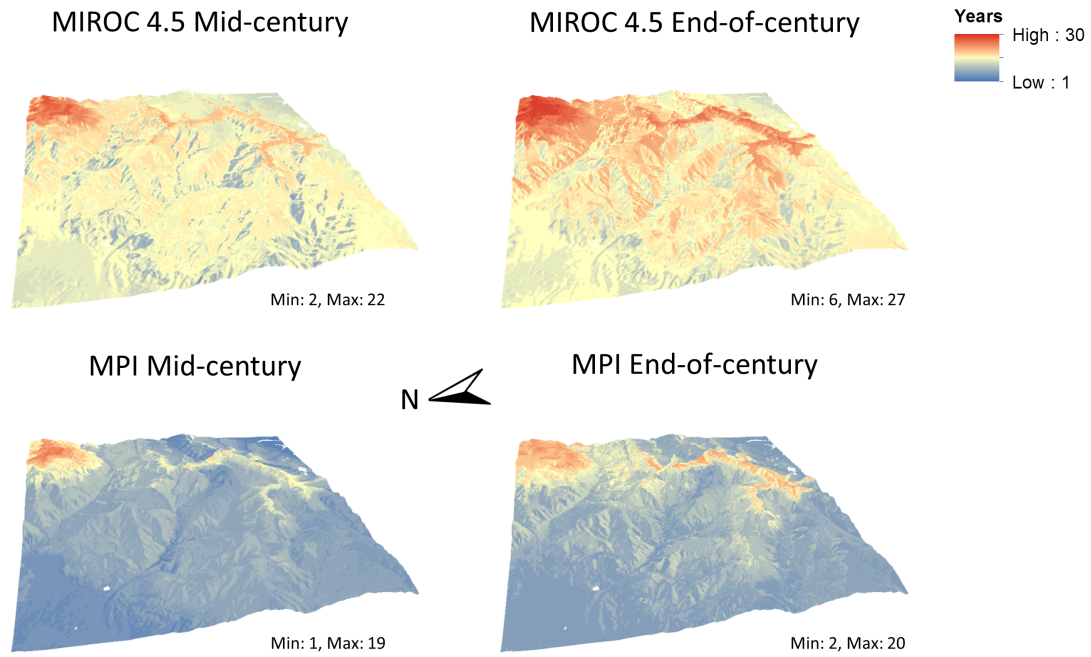 MIROC 4.5 Mid-century
MIROC 4.5 End-of-century
Years
High : 30
Low : 1
Min: 2, Max: 22
Min: 6, Max: 27
MPI Mid-century
MPI End-of-century
N
Min: 1, Max: 19
Min: 2, Max: 20